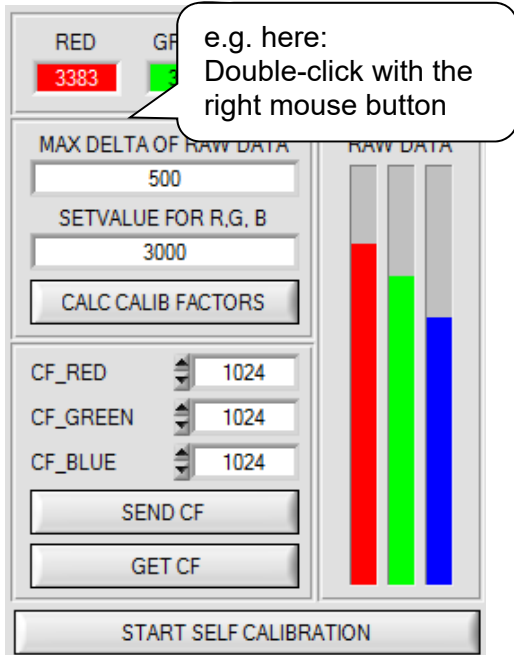 RED
e.g. here:
Double-click with the
right mouse button
3383
MAX DELTA OF RAW DATA
500
SETVALUE FOR R,G, B
3000
CALC CALIB FACTORS
RAW DATA
CF_RED 1024
CF_GREEN 1024
CF_BLUE 1024
SEND CF
GET CF
START SELF CALIBRATION